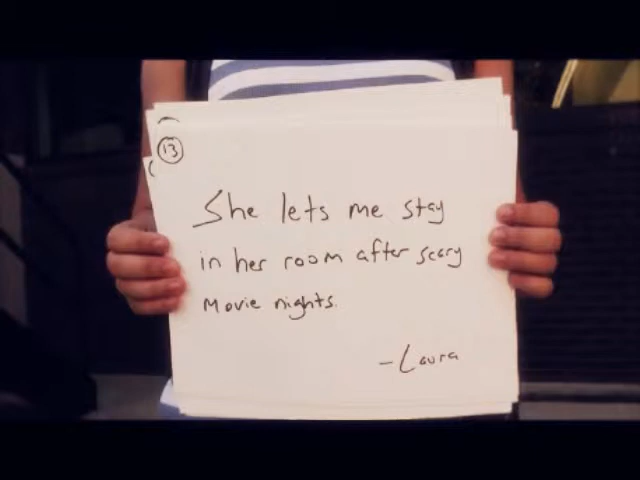 13
She lets me stay
in her room after scary
Movie nights.
- Laura